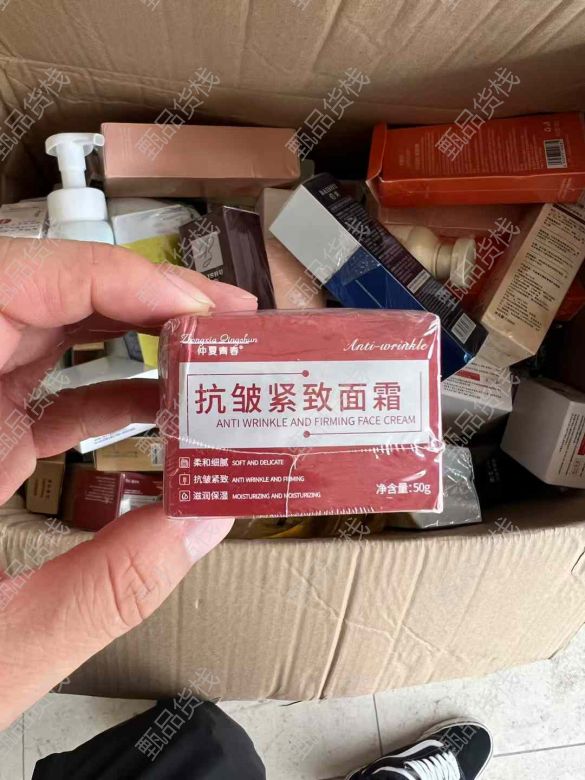 Zhongxia Qingchun
仲夏青春®
Anti-wrinkle
抗皱紧致面霜
ANTI WRINKLE AND FIRMING FACE CREAM
柔和细腻 SOFT AND DELICATE
抗皱紧致 ANTI WRINKLE AND FIRMING
滋润保湿 MOISTURIZING AND MOISTURIZING
净含量:50g
甄品货栈